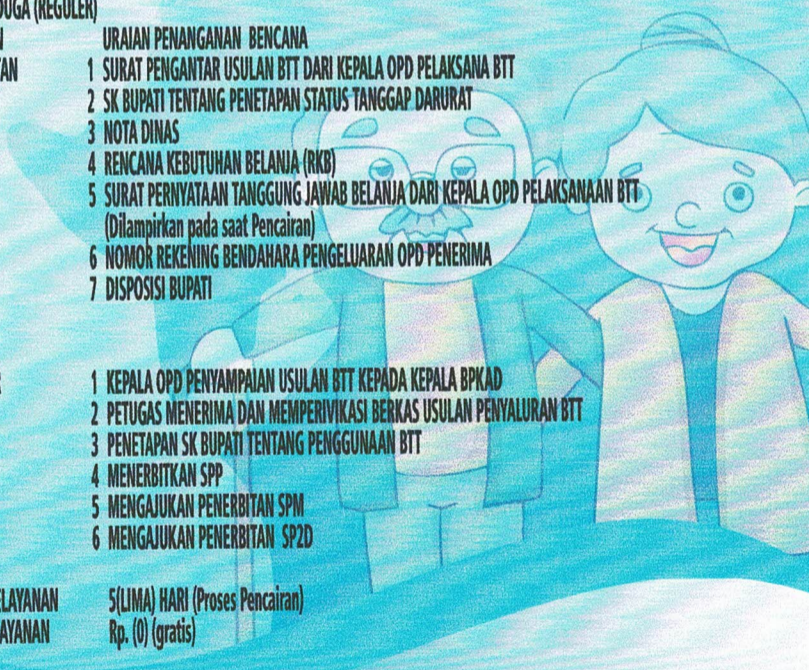 (REGULER)
URAIAN PENANGANAN BENCANA
1 SURAT PENGANTAR USULAN BTT DARI KEPALA OPD PELAKSANA BTT
2 SK BUPATI TENTANG PENETAPAN STATUS TANGGAP DARURAT
3 NOTA DINAS
4 RENCANA KEBUTUHAN BELANJA (RKB)
5 SURAT PERNYATAAN TANGGUNG JAWAB BELANJA DARI KEPALA OPD PELAKSANAAN BTT
(Dilampirkan pada saat Pencairan)
6 NOMOR REKENING BENDAHARA PENGELUARAN OPD PENERIMA
7 DISPOSISI BUPATI
1 KEPALA OPD PENYAMPAIAN USULAN BTT KEPADA KEPALA BPKAD
2 PETUGAS MENERIMA DAN MEMPERIVIKASI BERKAS USULAN PENYALURAN BTT
3 PENETAPAN SK BUPATI TENTANG PENGGUNAAN BTT
4 MENERBITKAN SPP
5 MENGAJUKAN PENERBITAN SPM
6 MENGAJUKAN PENERBITAN SP2D
ELAYANAN 5(LIMA) HARI (Proses Pencairan)
AYANAN Rp. (0) (gratis)